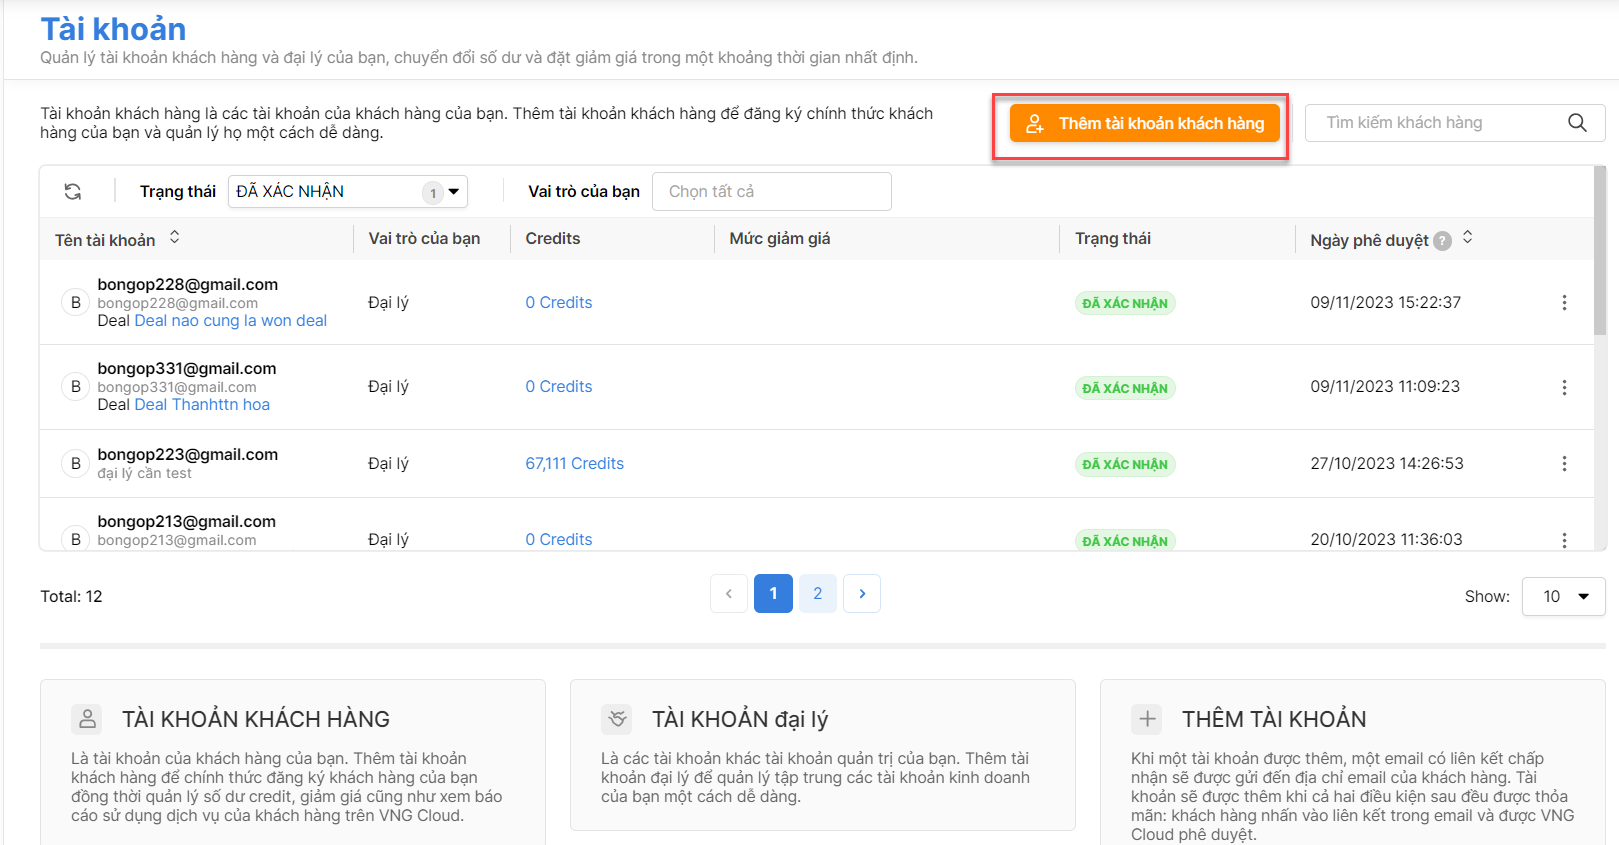 Tài khoản
Quản lý tài khoản khách hàng và đại lý của bạn, chuyển đổi số dư và đặt giảm giá trong một khoảng thời gian nhất định.
Tài khoản khách hàng là các tài khoản của khách hàng của bạn. Thêm tài khoản khách hàng để đăng ký chính thức khách
hàng của bạn và quản lý họ một cách dễ dàng.
Thêm tài khoản khách hàng
Tìm kiếm khách hàng
Trạng thái ĐÃ XÁC NHẬN 1 Vai trò của bạn Chọn tất cả
Tên tài khoản Vai trò của bạn Credits Mức giảm giá Trạng thái Ngày phê duyệt ?
bongop228@gmail.com
B bongop228@gmail.com Đại lý 0 Credits ĐÃ XÁC NHẬN 09/11/2023 15:22:37
Deal Deal nao cung la won deal
bongop331@gmail.com
B bongop331@gmail.com Đại lý 0 Credits ĐÃ XÁC NHẬN 09/11/2023 11:09:23
Deal Deal Thanhttn hoa
bongop223@gmail.com
B đại lý cần test Đại lý 67,111 Credits ĐÃ XÁC NHẬN 27/10/2023 14:26:53
bongop213@gmail.com
B bongop213@gmail.com Đại lý 0 Credits ĐÃ XÁC NHẬN 20/10/2023 11:36:03
Total: 12 1 2 Show: 10
TÀI KHOẢN KHÁCH HÀNG
Là tài khoản của khách hàng của bạn. Thêm tài khoản
khách hàng để chính thức đăng ký khách hàng của bạn
đồng thời quản lý số dư credit, giảm giá cũng như xem báo
cáo sử dụng dịch vụ của khách hàng trên VNG Cloud.
TÀI KHOẢN đại lý
Là các tài khoản khác tài khoản quản trị của bạn. Thêm tài
khoản đại lý để quản lý tập trung các tài khoản kinh doanh
của bạn một cách dễ dàng.
THÊM TÀI KHOẢN
Khi một tài khoản được thêm, một email có liên kết chấp
nhận sẽ được gửi đến địa chỉ email của khách hàng. Tài
khoản sẽ được thêm khi cả hai điều kiện sau đều được thỏa
mãn: khách hàng nhấn vào liên kết trong email và được VNG
Cloud phê duyệt.